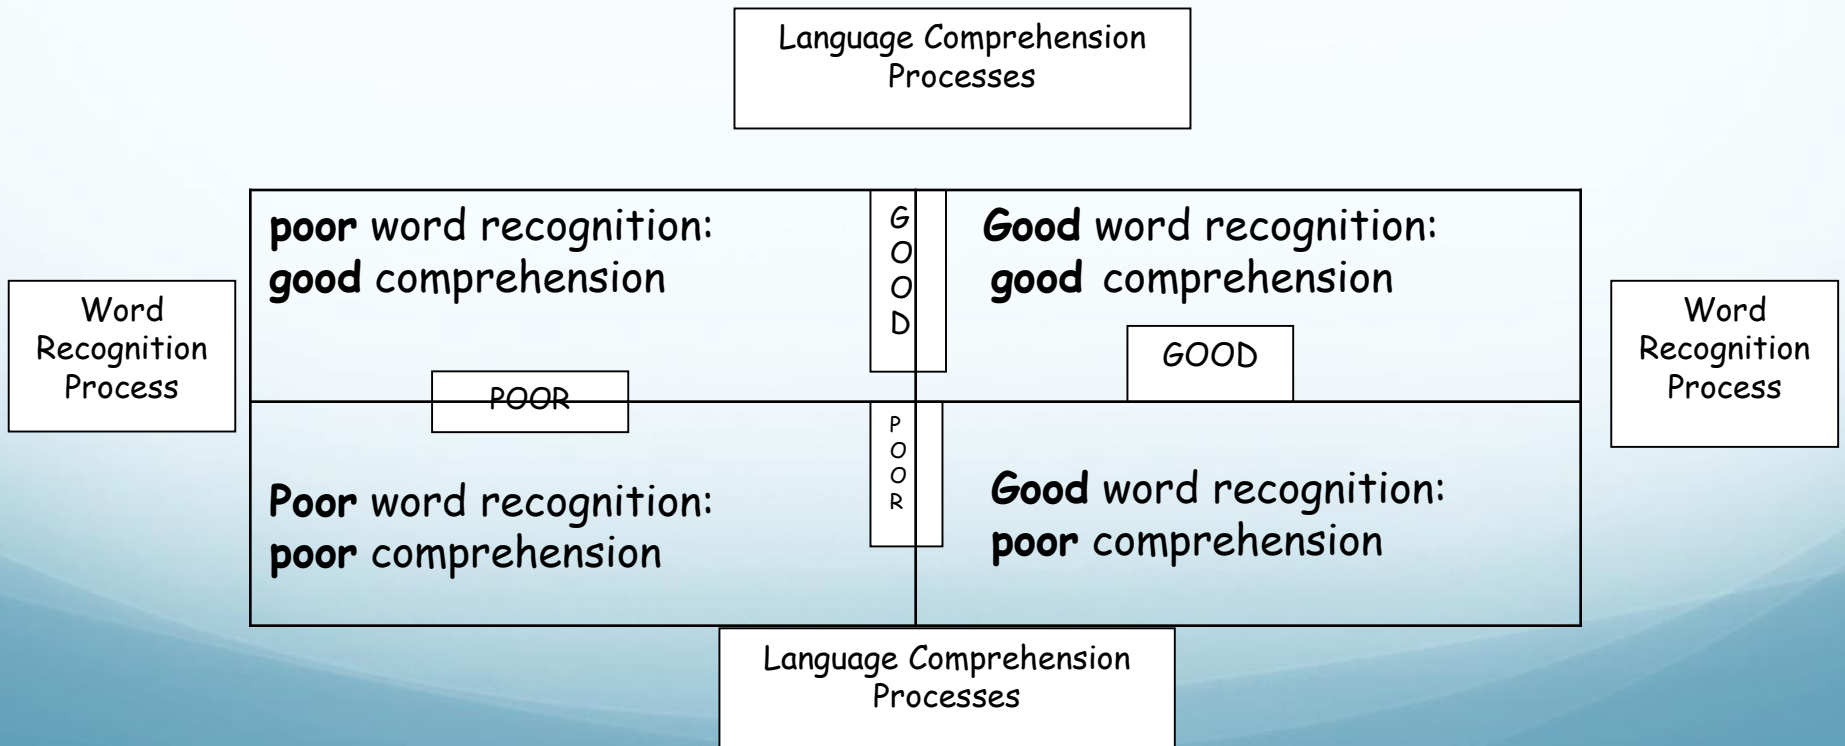 Language Comprehension
Processes
poor word recognition:
good comprehension
G
O
O
D
Good word recognition:
good comprehension
Word
Recognition
Process
POOR
GOOD
Word
Recognition
Process
P
O
O
R
Poor word recognition:
poor comprehension
Good word recognition:
poor comprehension
Language Comprehension
Processes